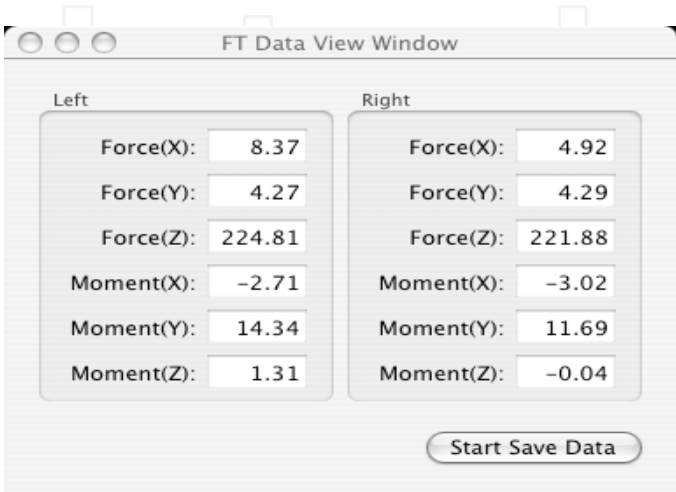 FT Data View Window
Left
Force(X): 8.37
Force(Y): 4.27
Force(Z): 224.81
Moment(X): −2.71
Moment(Y): 14.34
Moment(Z): 1.31
Right
Force(X): 4.92
Force(Y): 4.29
Force(Z): 221.88
Moment(X): −3.02
Moment(Y): 11.69
Moment(Z): −0.04
Start Save Data